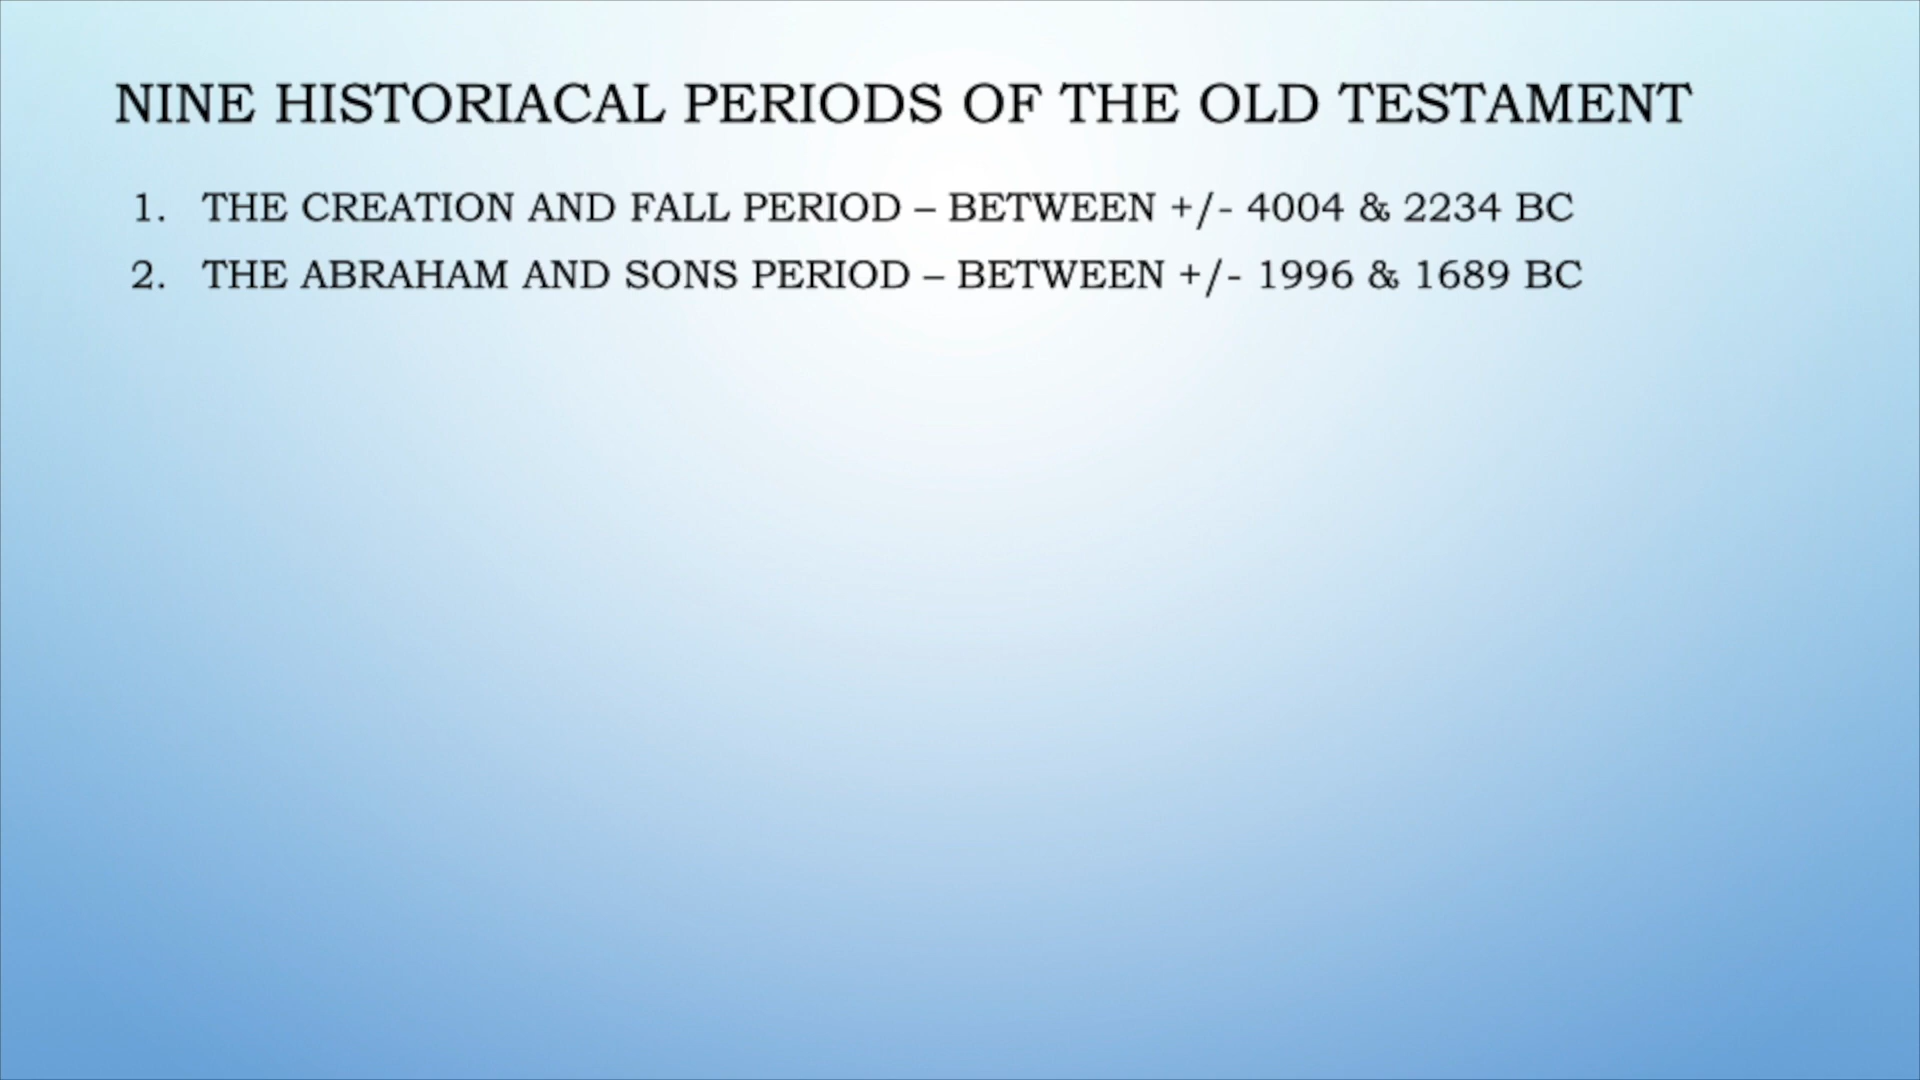 NINE HISTORIACAL PERIODS OF THE OLD TESTAMENT
1. THE CREATION AND FALL PERIOD – BETWEEN +/- 4004 & 2234 BC
2. THE ABRAHAM AND SONS PERIOD – BETWEEN +/- 1996 & 1689 BC